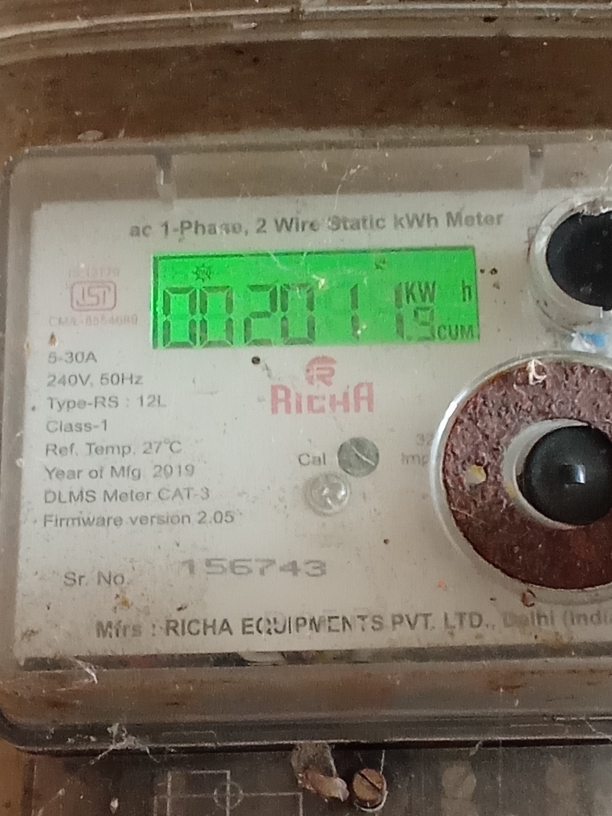 ac 1-Phase, 2 Wire Static kWh Meter
ISI
KW h
002011
1.9
CUM
5-30A
240V, 50Hz
Type-RS : 12L
Class-1
Ref. Temp. 27°C
Year of Mfg. 2019
DLMS Meter CAT-3
Firmware version 2.05
RICHA
Cal
Sr. No. 156743
Mfrs : RICHA EQUIPMENTS PVT. LTD., Delhi